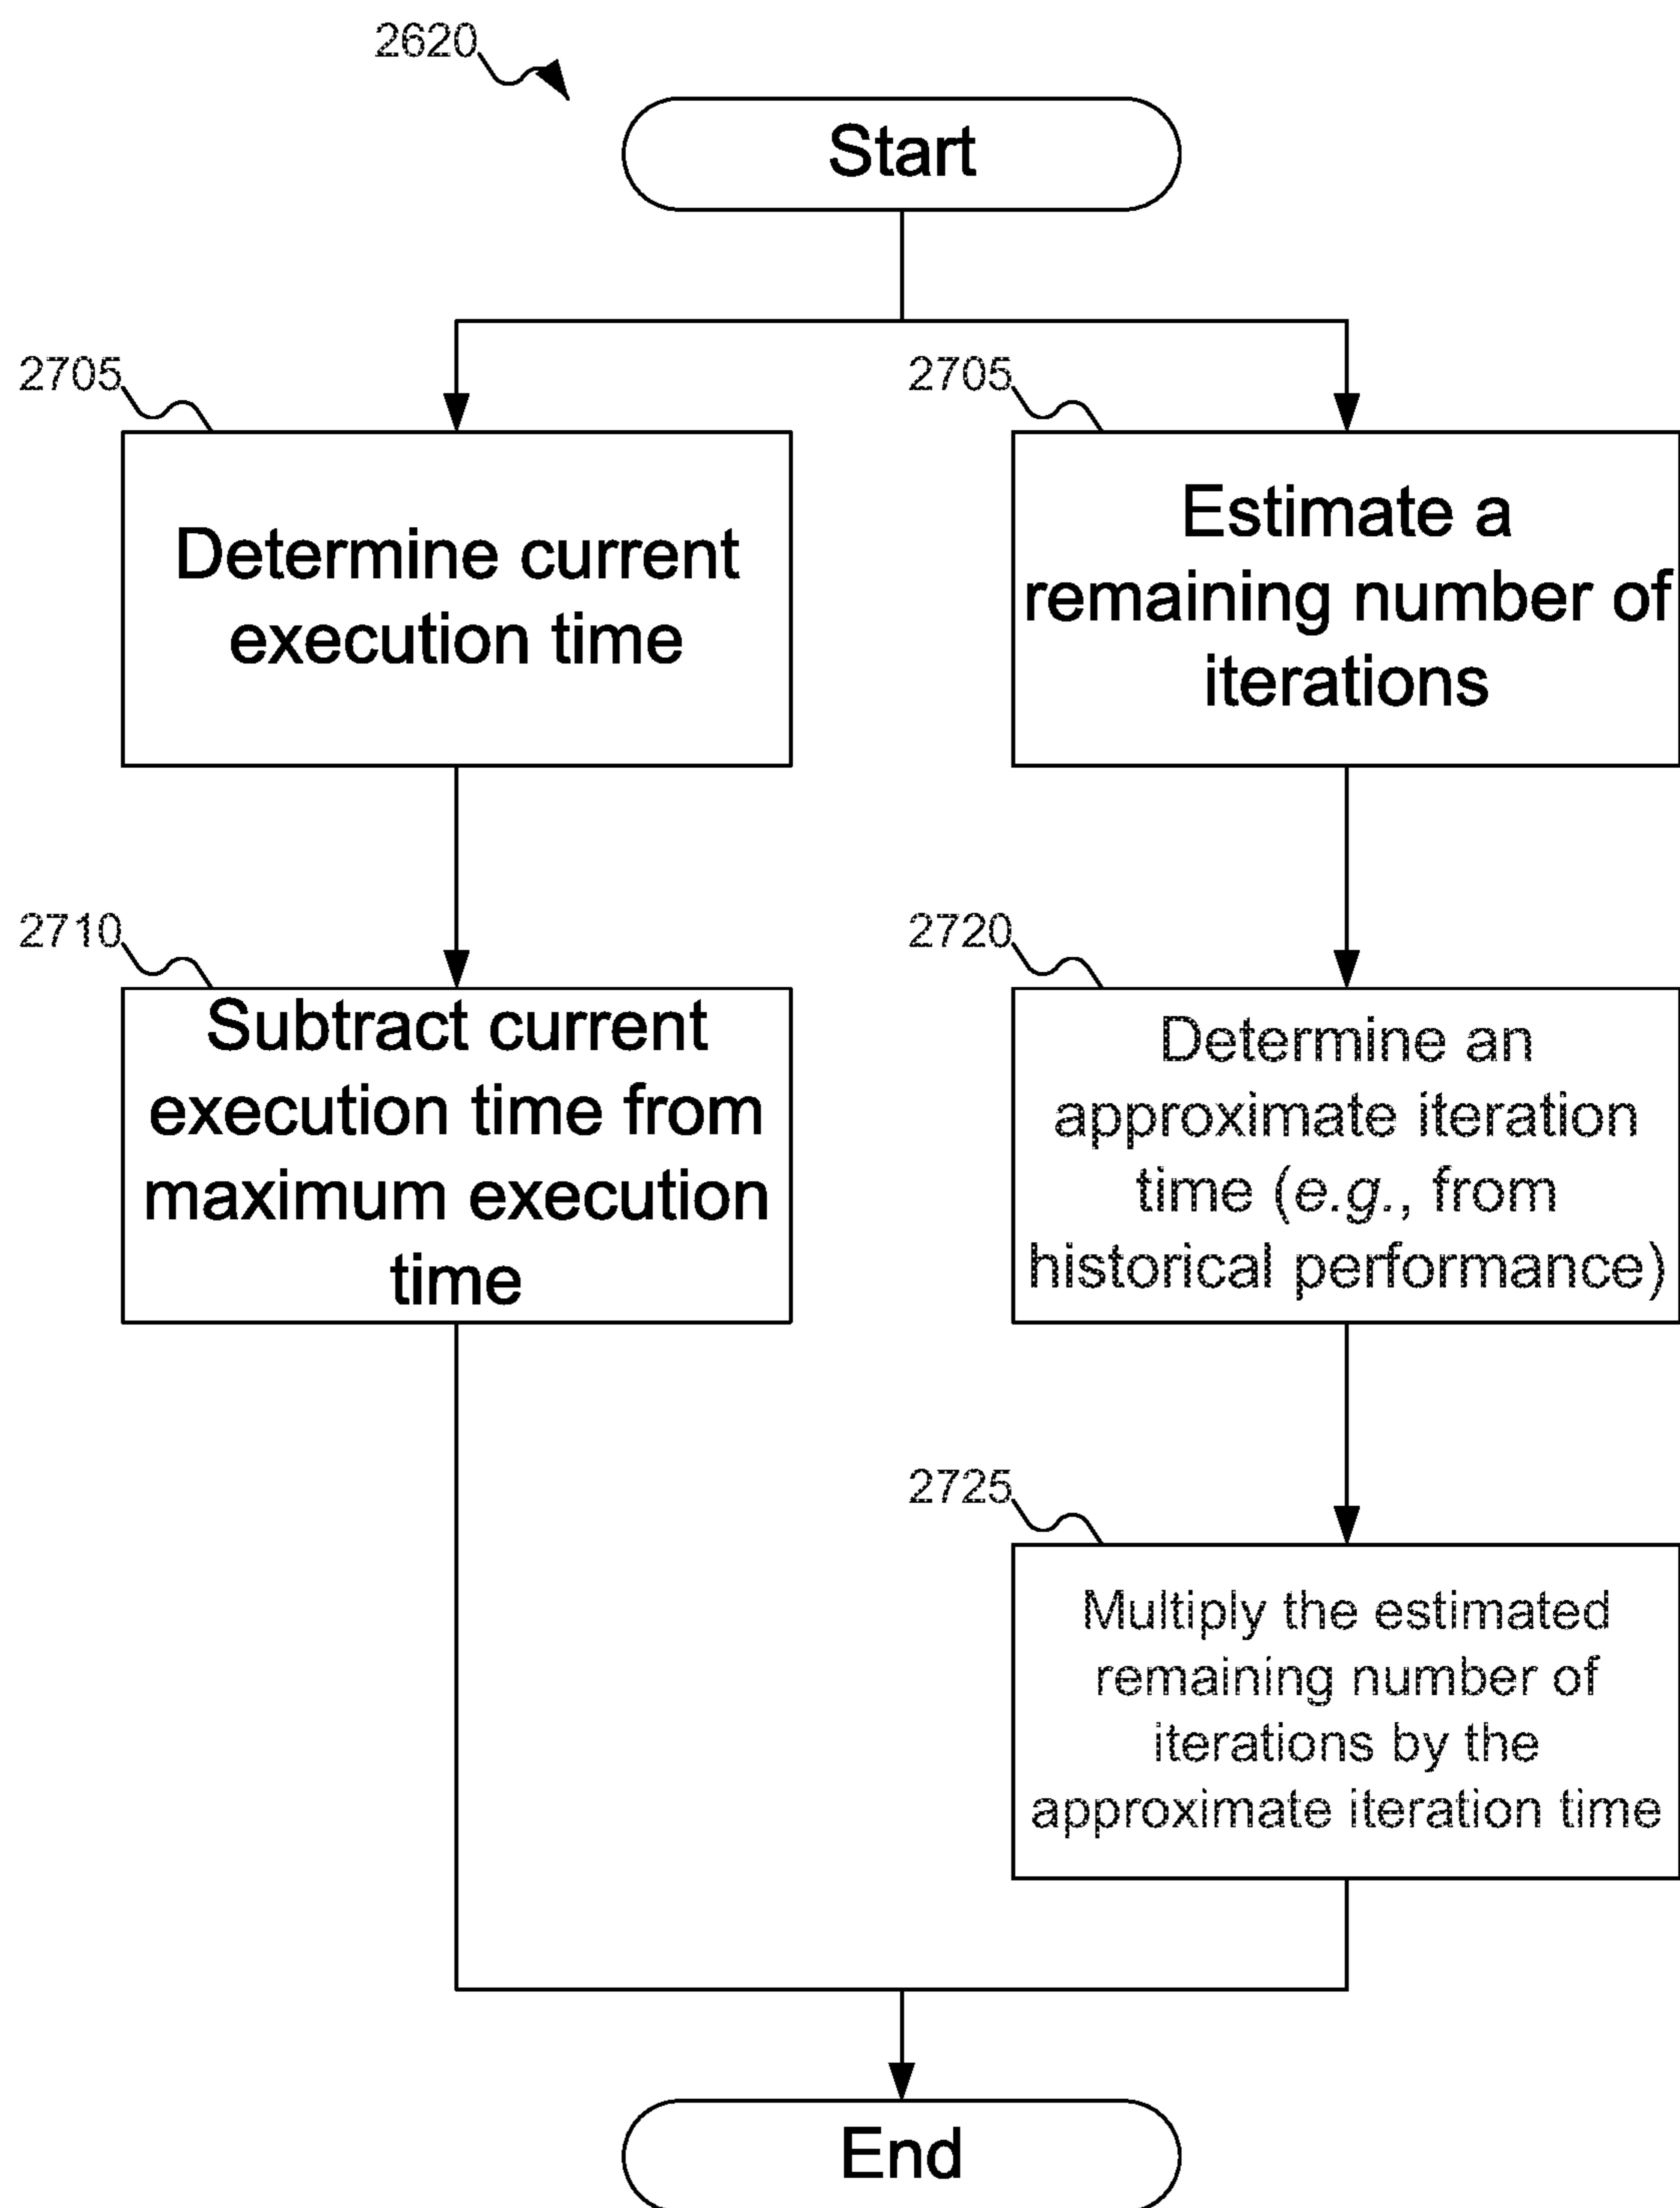 2620
Start
2705
Determine current
execution time
2705
Estimate a
remaining number of
iterations
2710
Subtract current
execution time from
maximum execution
time
2720
Determine an
approximate iteration
time (e.g., from
historical performance)
2725
Multiply the estimated
remaining number of
iterations by the
approximate iteration time
End